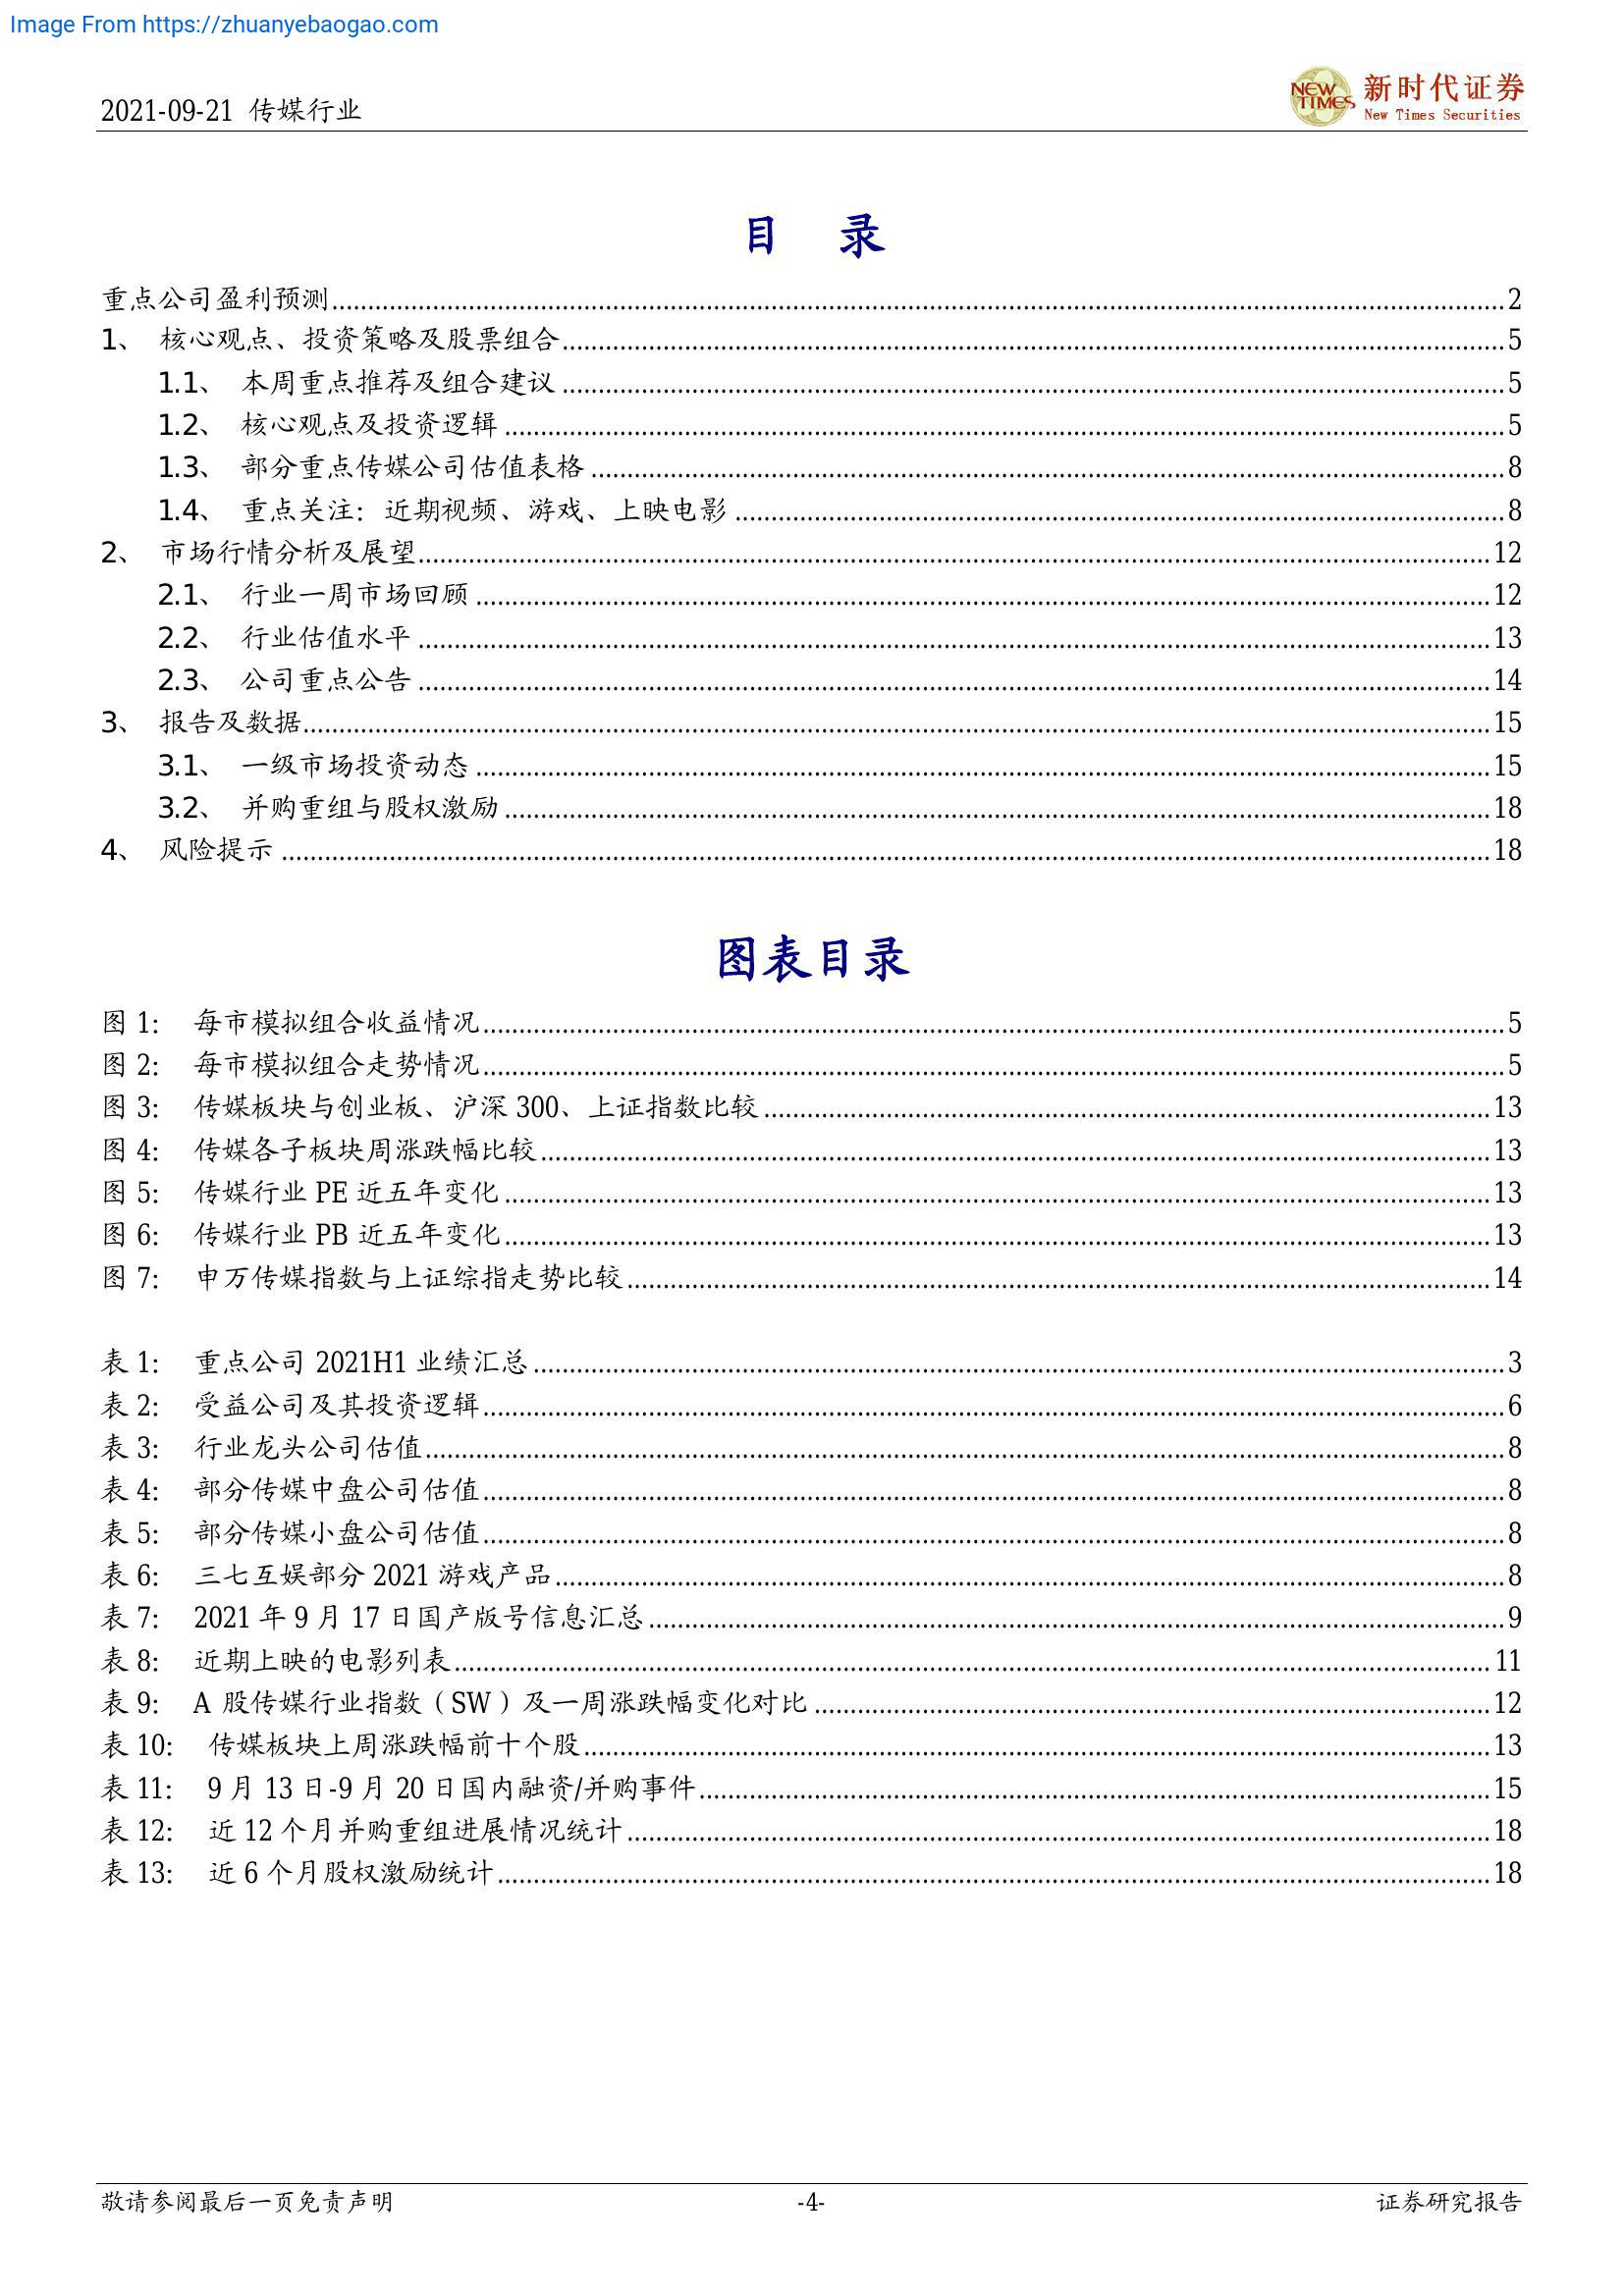 Image From https://zhuanyebaogao.com
2021-09-21 传媒行业
NEW TIMES
新时代证券
New Times Securities
目 录
重点公司盈利预测........2
1、 核心观点、投资策略及股票组合........5
1.1、 本周重点推荐及组合建议........5
1.2、 核心观点及投资逻辑........5
1.3、 部分重点传媒公司估值表格........8
1.4、 重点关注：近期视频、游戏、上映电影........8
2、 市场行情分析及展望........12
2.1、 行业一周市场回顾........12
2.2、 行业估值水平........13
2.3、 公司重点公告........14
3、 报告及数据........15
3.1、 一级市场投资动态........15
3.2、 并购重组与股权激励........18
4、 风险提示........18
图表目录
图 1: 每市模拟组合收益情况........5
图 2: 每市模拟组合走势情况........5
图 3: 传媒板块与创业板、沪深 300、上证指数比较........13
图 4: 传媒各子板块周涨跌幅比较........13
图 5: 传媒行业 PE 近五年变化........13
图 6: 传媒行业 PB 近五年变化........13
图 7: 申万传媒指数与上证综指走势比较........14
表 1: 重点公司 2021H1 业绩汇总........3
表 2: 受益公司及其投资逻辑........6
表 3: 行业龙头公司估值........8
表 4: 部分传媒中盘公司估值........8
表 5: 部分传媒小盘公司估值........8
表 6: 三七互娱部分 2021 游戏产品........8
表 7: 2021 年 9 月 17 日国产版号信息汇总........9
表 8: 近期上映的电影列表........11
表 9: A 股传媒行业指数（SW）及一周涨跌幅变化对比........12
表 10: 传媒板块上周涨跌幅前十个股........13
表 11: 9 月 13 日-9 月 20 日国内融资/并购事件........15
表 12: 近 12 个月并购重组进展情况统计........18
表 13: 近 6 个月股权激励统计........18
敬请参阅最后一页免责声明 -4- 证券研究报告